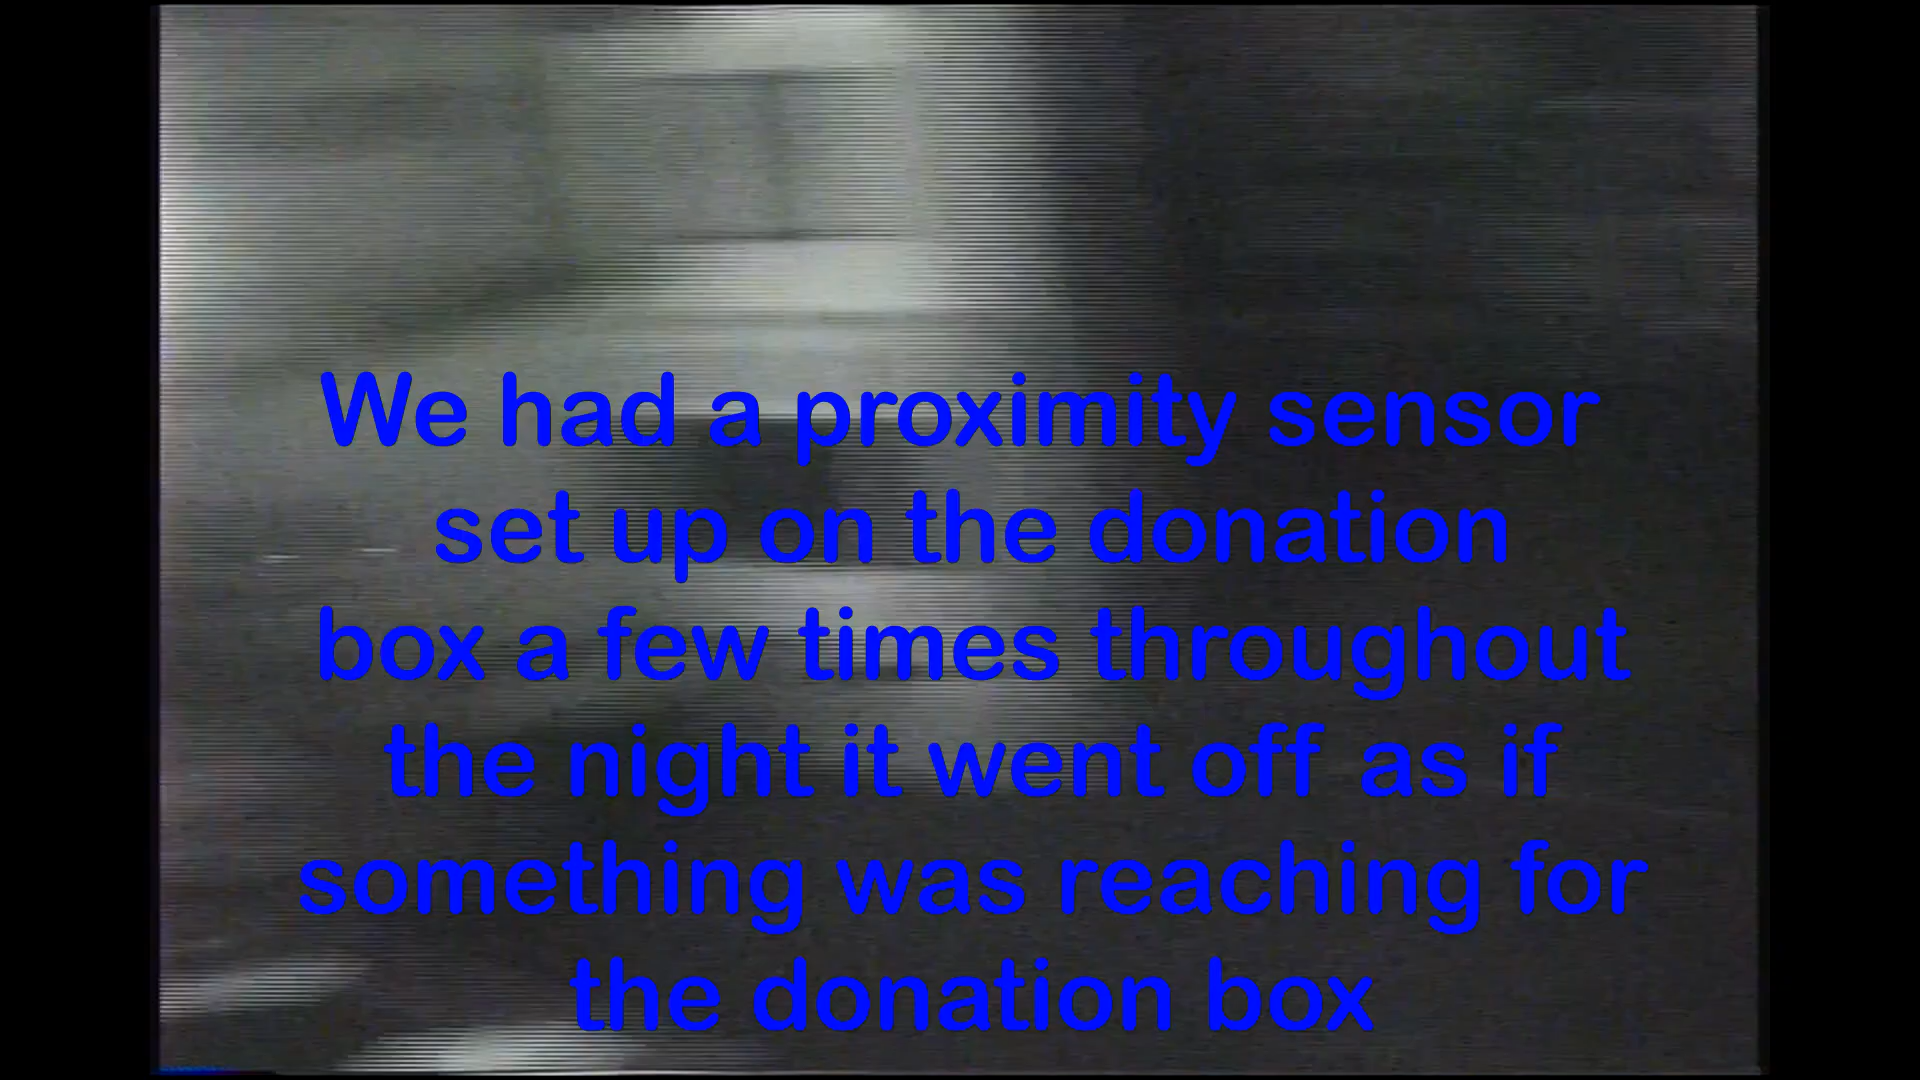 We had a proximity sensor
set up on the donation
box a few times throughout
the night it went off as if
something was reaching for
the donation box